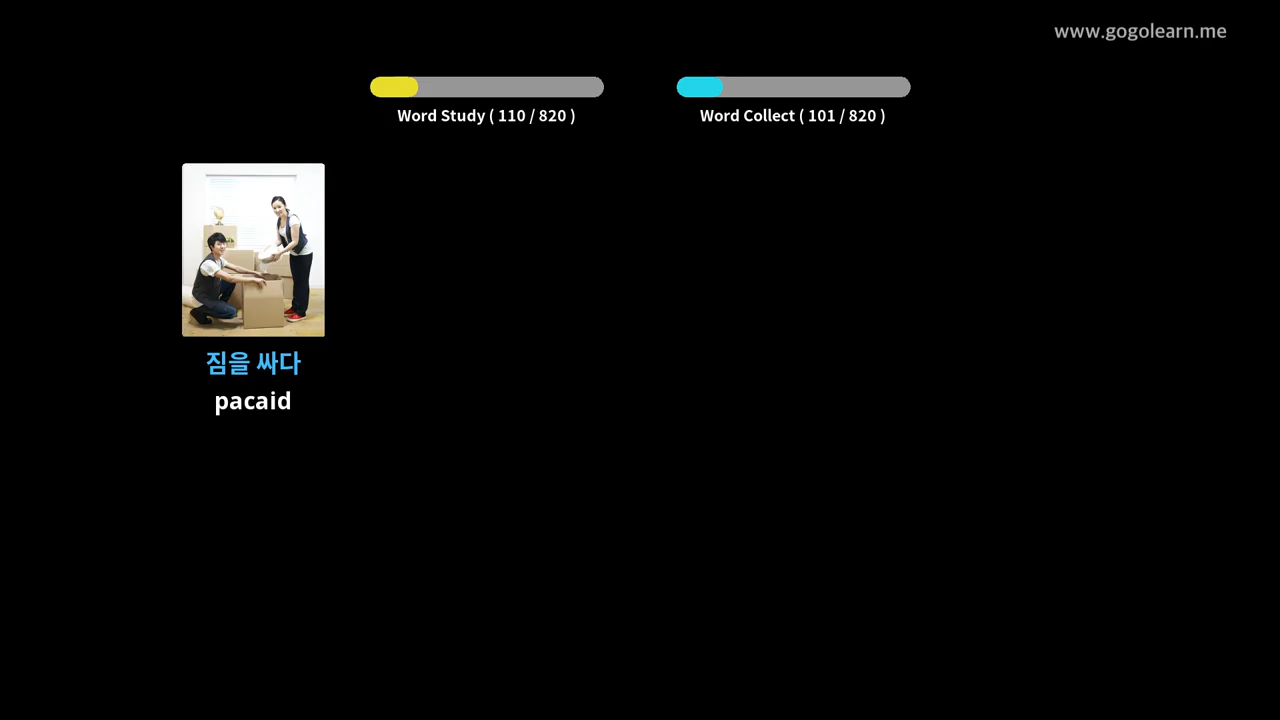 www.gogolearn.me
Word Study ( 110 / 820 )
Word Collect ( 101 / 820 )
짐을 싸다
pacaid